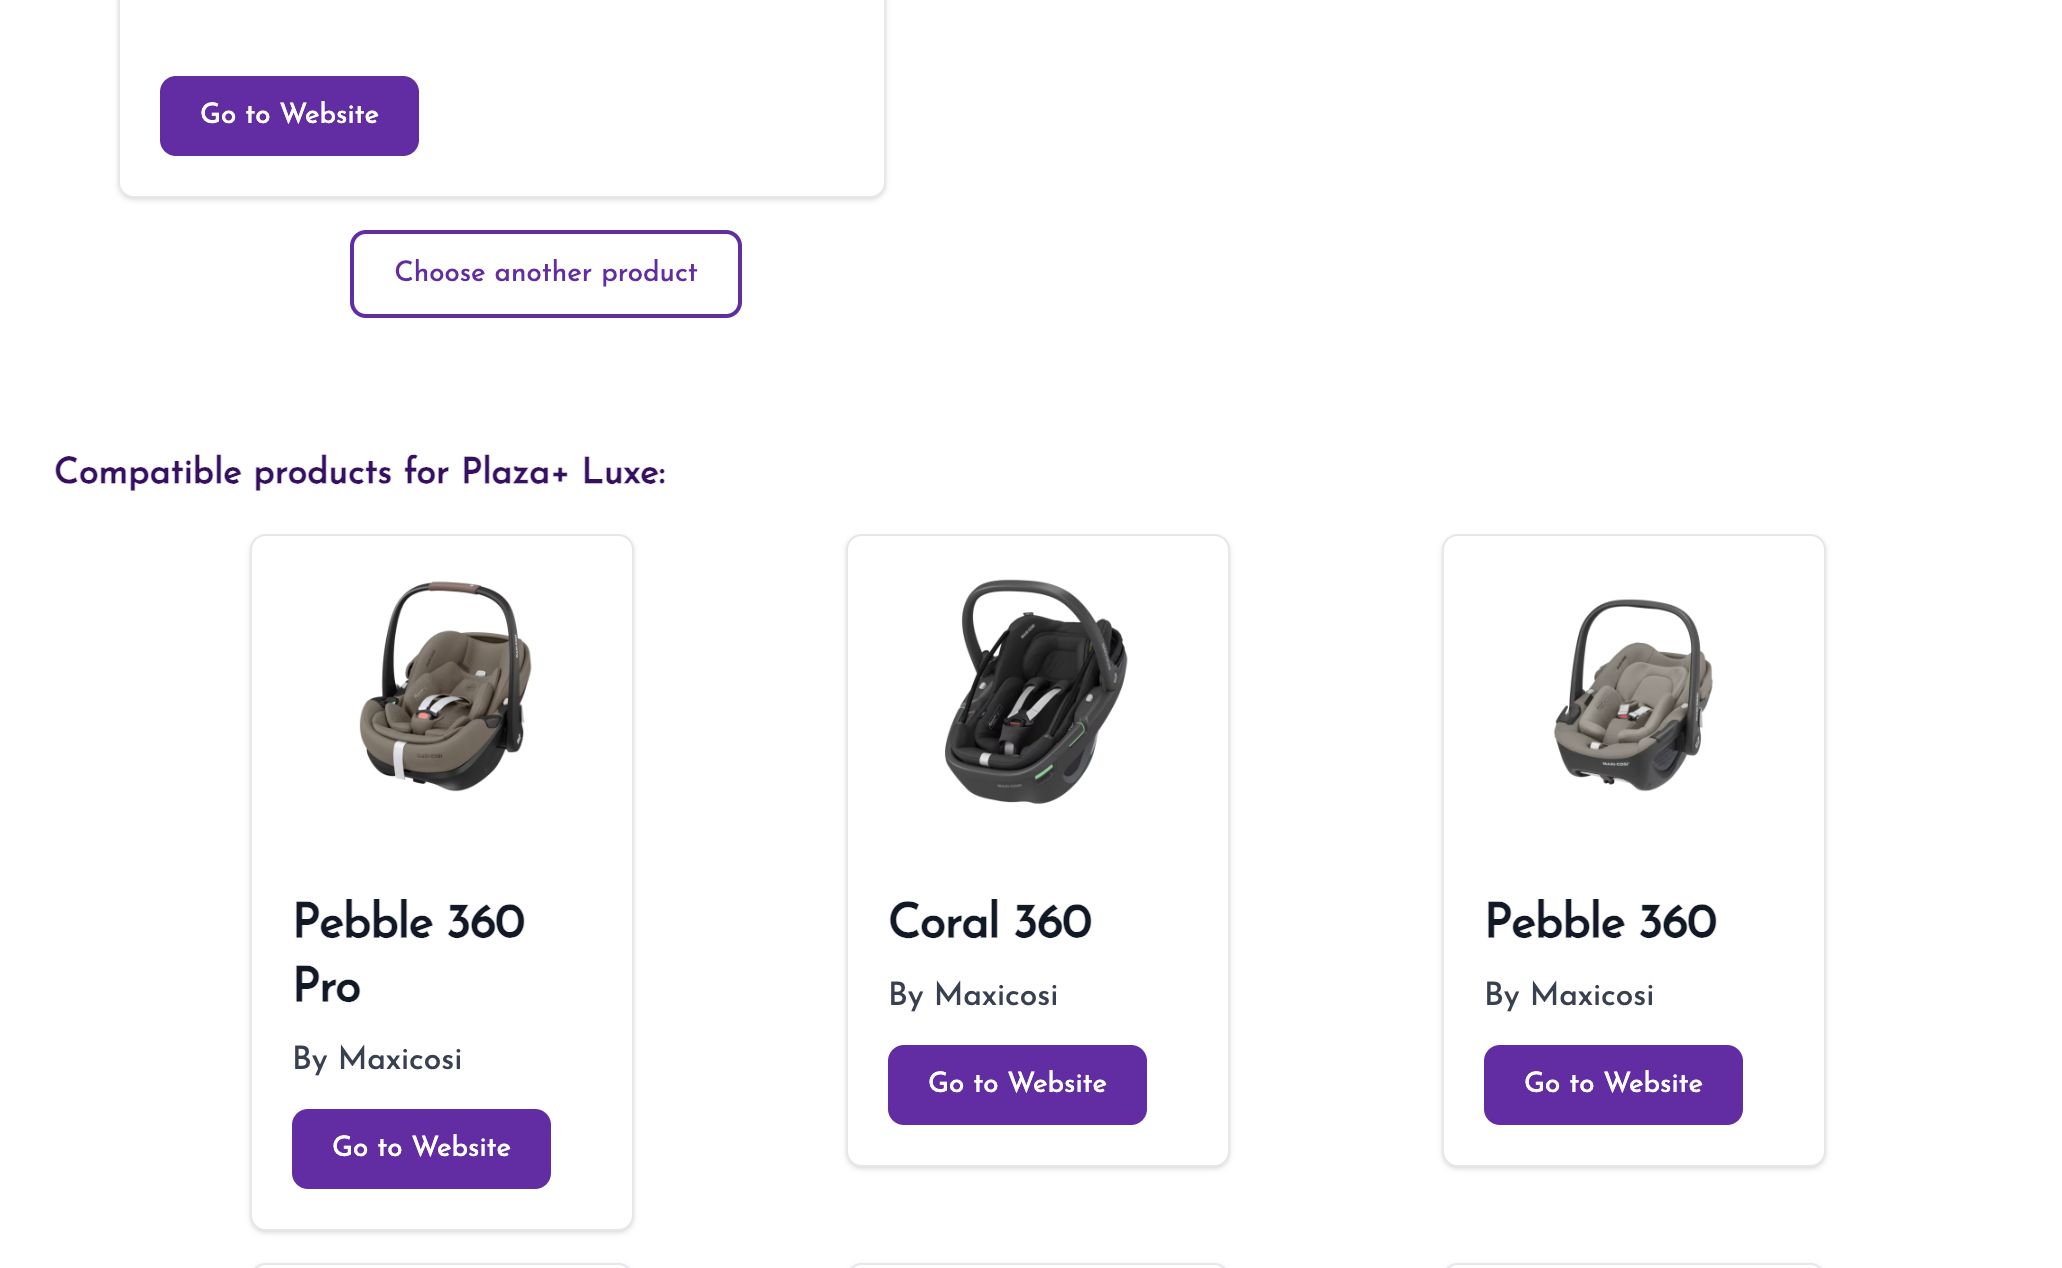 Go to Website
Choose another product
Compatible products for Plaza+ Luxe:
Pebble 360
Pro
By Maxicosi
Go to Website
Coral 360
By Maxicosi
Go to Website
Pebble 360
By Maxicosi
Go to Website